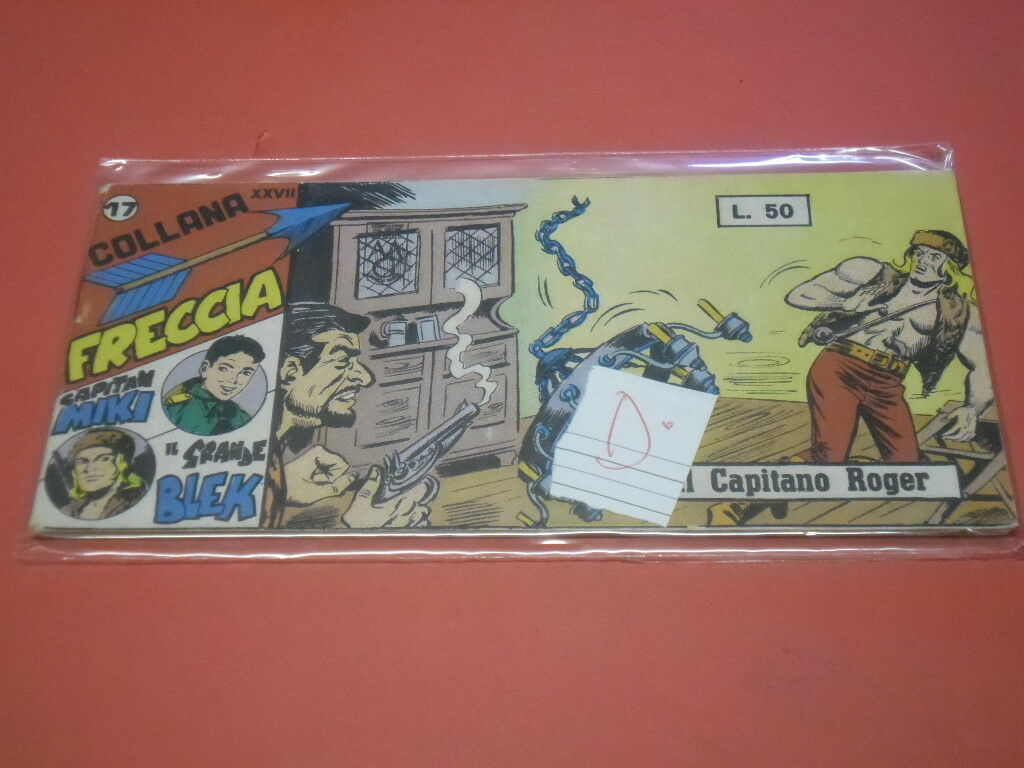 17
XXVII
COLLANA
FRECCIA
CAPITAN
MIKI
IL GRANDE
BLEK
L. 50
D.
Capitano Roger